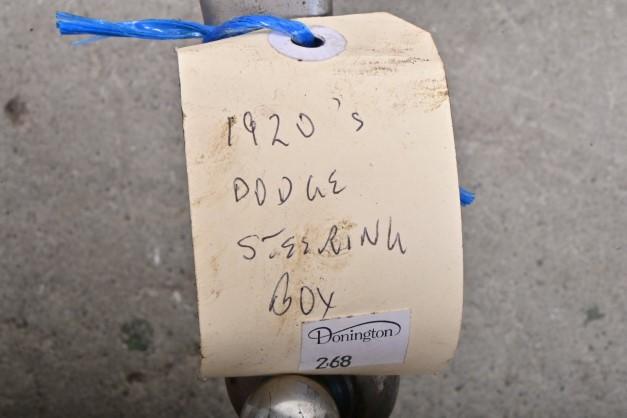 1920's
DODGE
STEERING
BOX
Donington
268